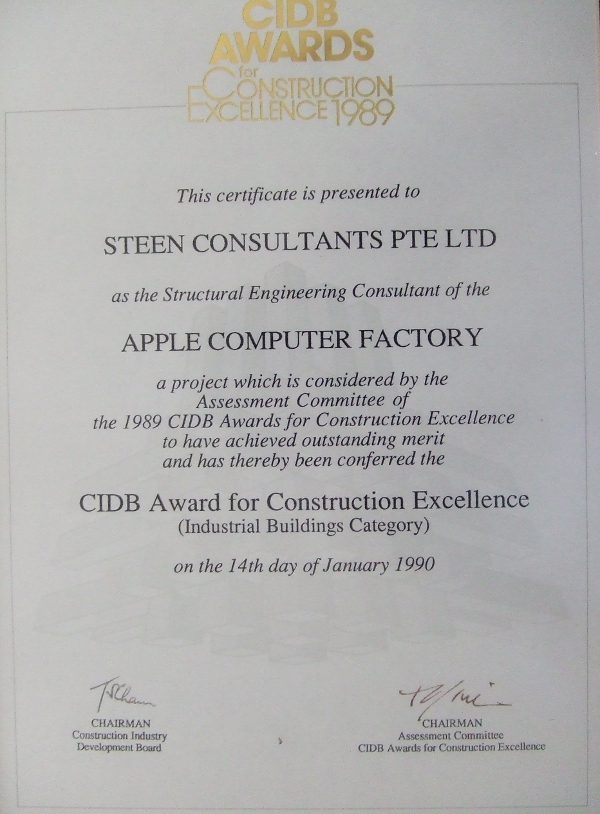 CIDB
AWARDS
for
CONSTRUCTION
EXCELLENCE 1989
This certificate is presented to
STEEN CONSULTANTS PTE LTD
as the Structural Engineering Consultant of the
APPLE COMPUTER FACTORY
a project which is considered by the
Assessment Committee of
the 1989 CIDB Awards for Construction Excellence
to have achieved outstanding merit
and has thereby been conferred the
CIDB Award for Construction Excellence
(Industrial Buildings Category)
on the 14th day of January 1990
CHAIRMAN
Construction Industry
Development Board
CHAIRMAN
Assessment Committee
CIDB Awards for Construction Excellence